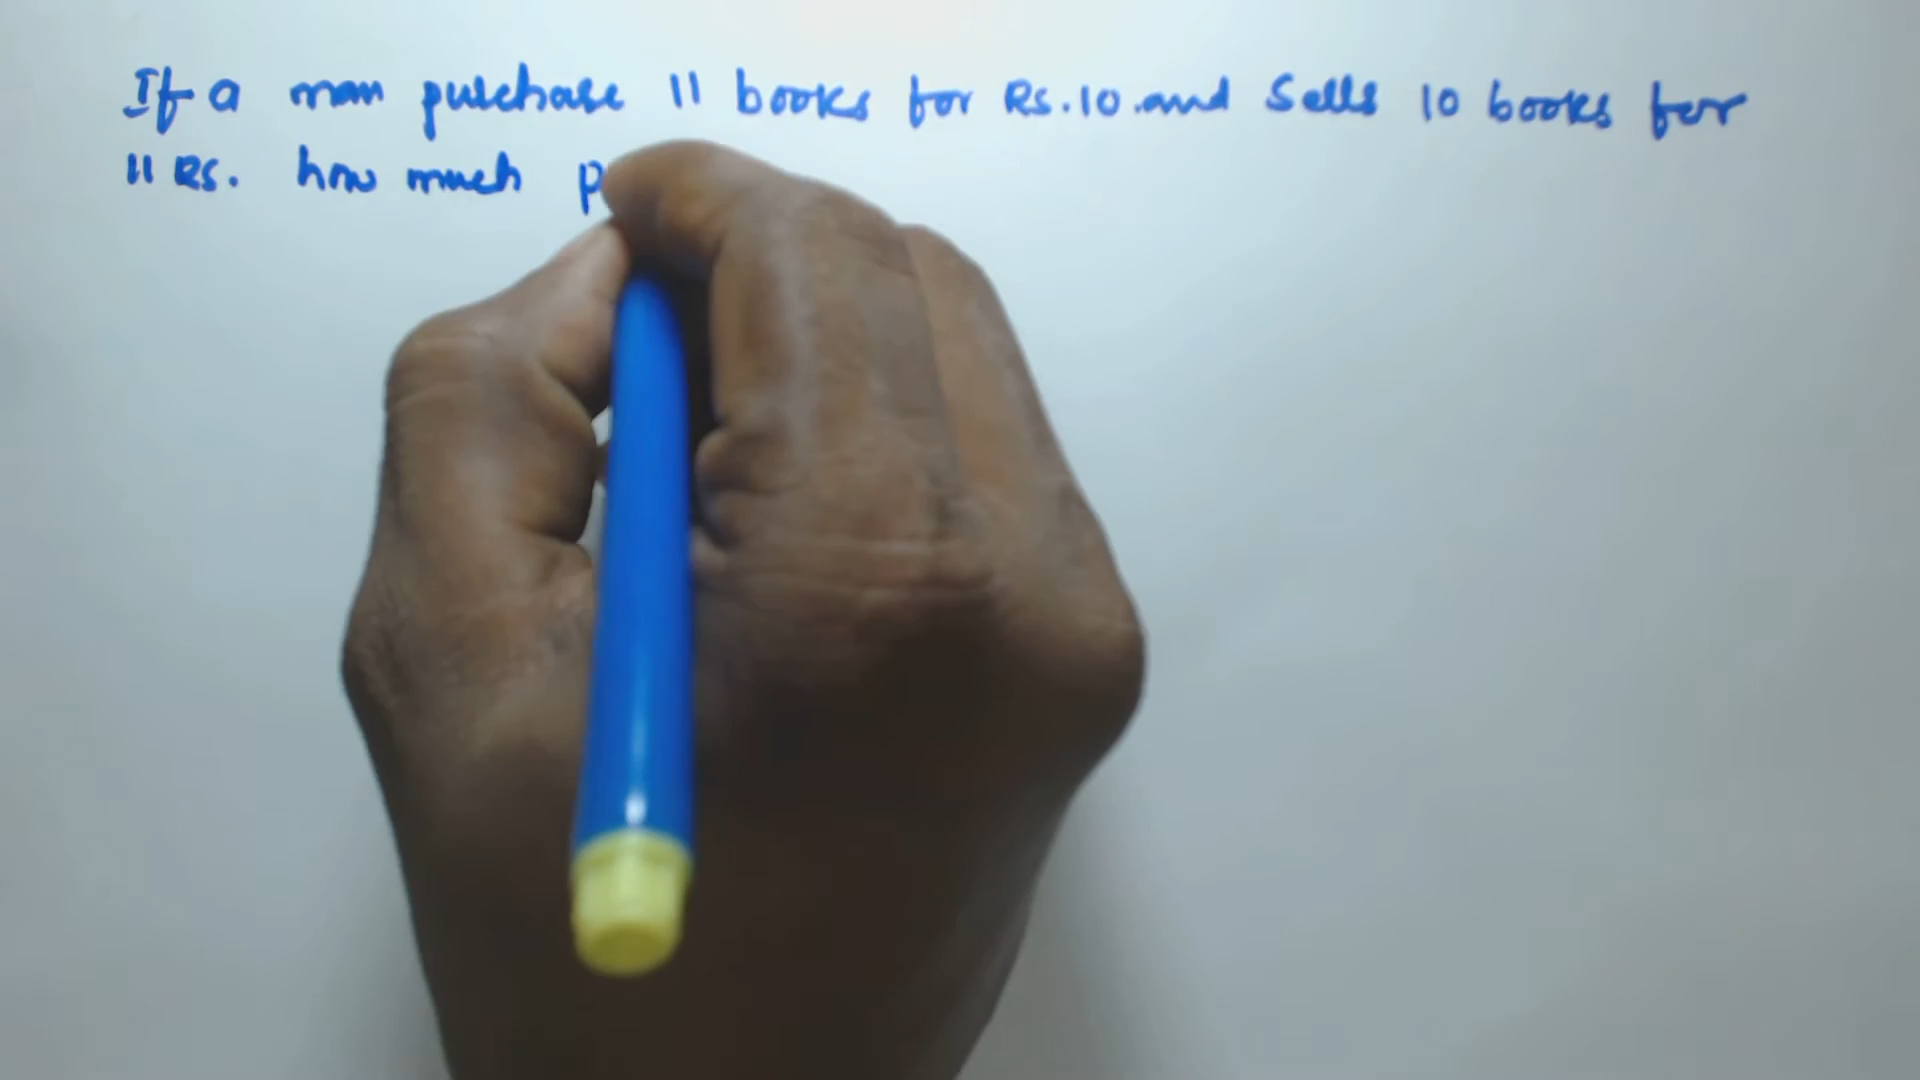 If a man purchase 11 books for Rs.10.and Sells 10 books for
11 Rs. how much p